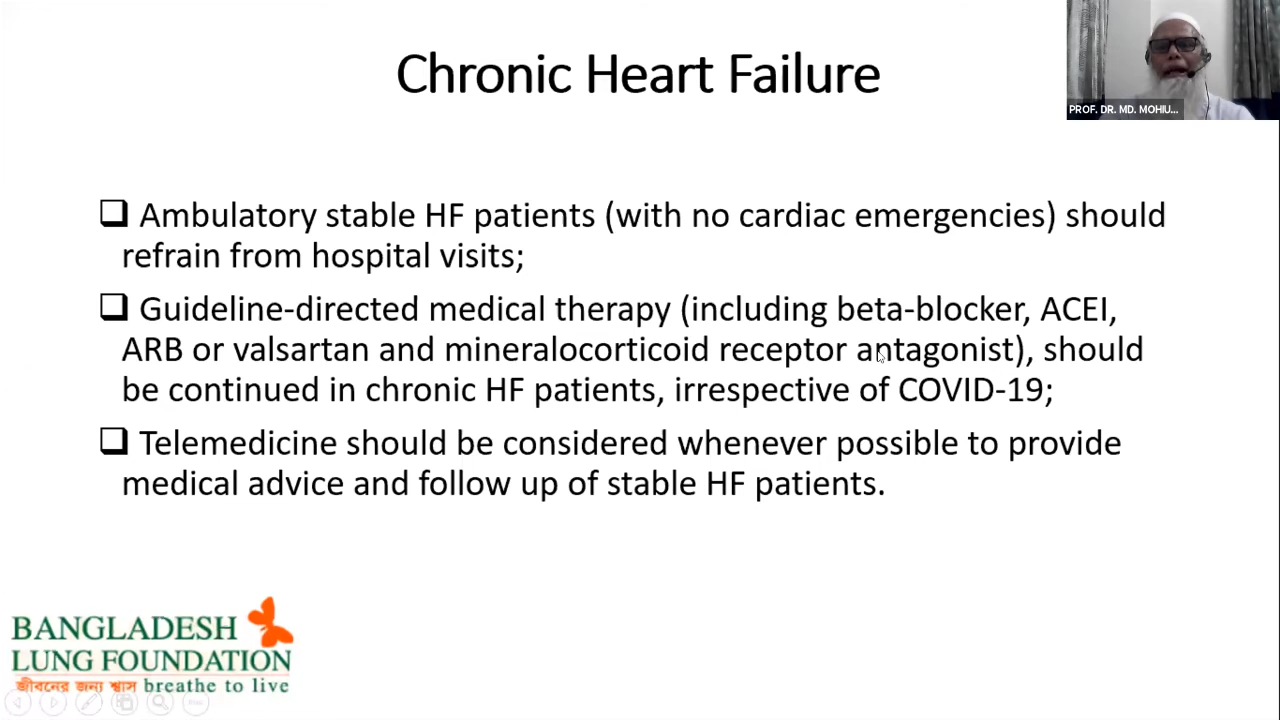 Chronic Heart Failure
PROF. DR. MD. MOHIU...
Ambulatory stable HF patients (with no cardiac emergencies) should
refrain from hospital visits;
Guideline-directed medical therapy (including beta-blocker, ACEI,
ARB or valsartan and mineralocorticoid receptor antagonist), should
be continued in chronic HF patients, irrespective of COVID-19;
Telemedicine should be considered whenever possible to provide
medical advice and follow up of stable HF patients.
BANGLADESH
LUNG FOUNDATION
জীবনের জন্য শ্বাস breathe to live